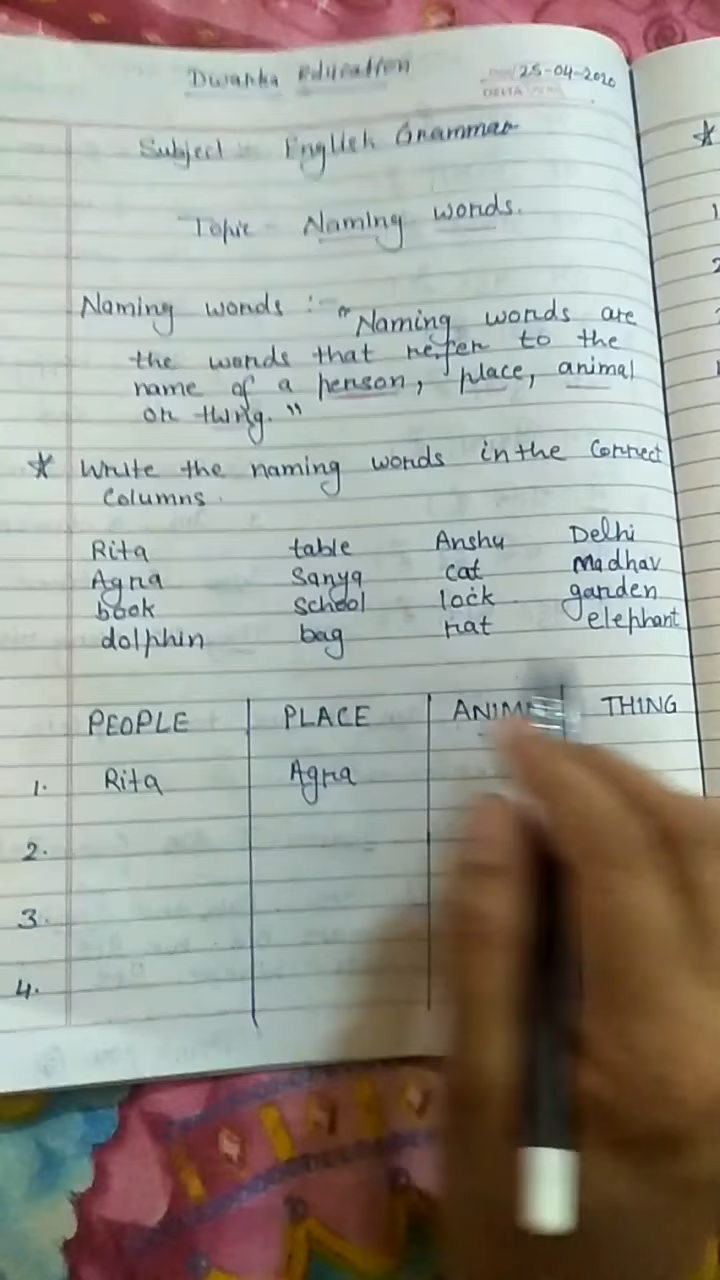 Dwarka education
25-04-2020
DELTA
Subject :- English Grammar
Topic - Naming words.
Naming words :- "Naming words are
the words that refer to the
name of a person, place, animal
or thing."
* Write the naming words in the correct
columns.
Rita table Anshu Delhi
Agra Sanya cat Madhav
book school lock garden
dolphin bag rat elephant
PEOPLE PLACE THING
1. Rita Agra
2.
3.
4.
*
1
2